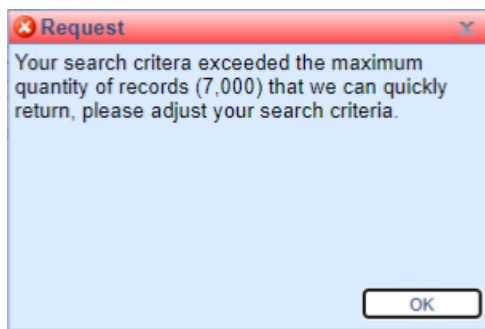 Request
Your search critera exceeded the maximum
quantity of records (7,000) that we can quickly
return, please adjust your search criteria.
OK